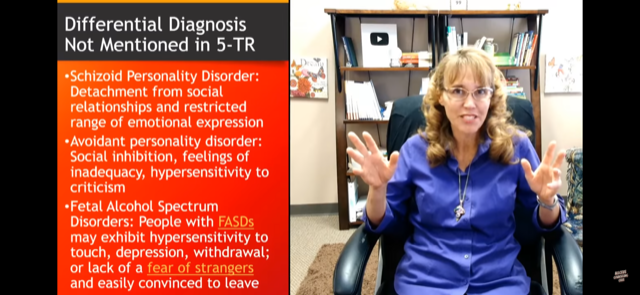 Differential Diagnosis
Not Mentioned in 5-TR
•Schizoid Personality Disorder:
Detachment from social
relationships and restricted
range of emotional expression
•Avoidant personality disorder:
Social inhibition, feelings of
inadequacy, hypersensitivity to
criticism
•Fetal Alcohol Spectrum
Disorders: People with FASDs
may exhibit hypersensitivity to
touch, depression, withdrawal;
or lack of a fear of strangers
and easily convinced to leave